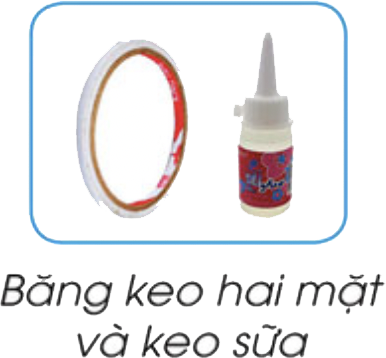 Băng keo hai mặt
và keo sữa